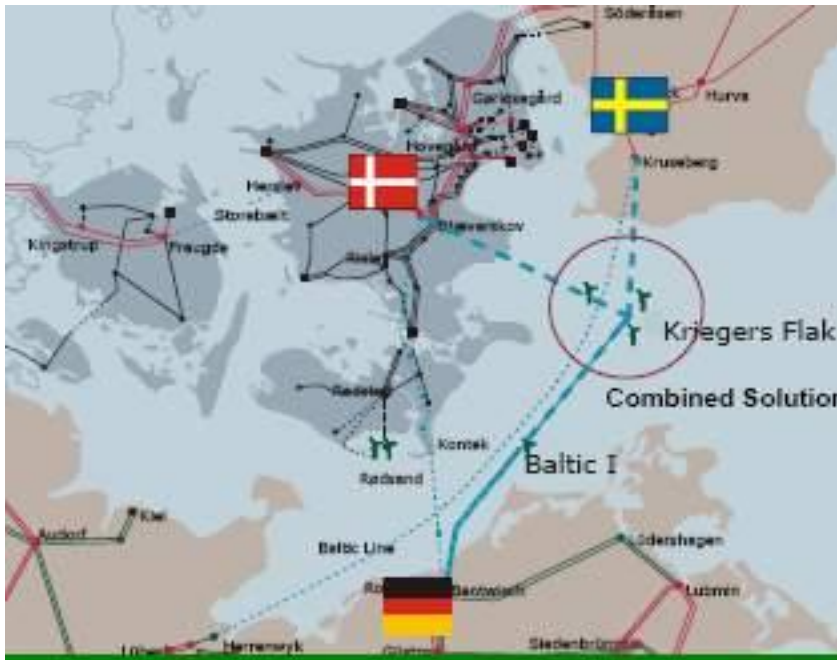 Söderåsen
Hurva
Gørløsegård
Hovegård
Kruseberg
Herslev
Storebælt
Kingstrup
Fraugde
Bjæverskov
Kriegers Flak
Combined Solution
Kontek
Baltic I
Rødsand
Kiel
Audorf
Baltic Line
Lüdershagen
Bentwisch
Lubmin
Herrenwyk